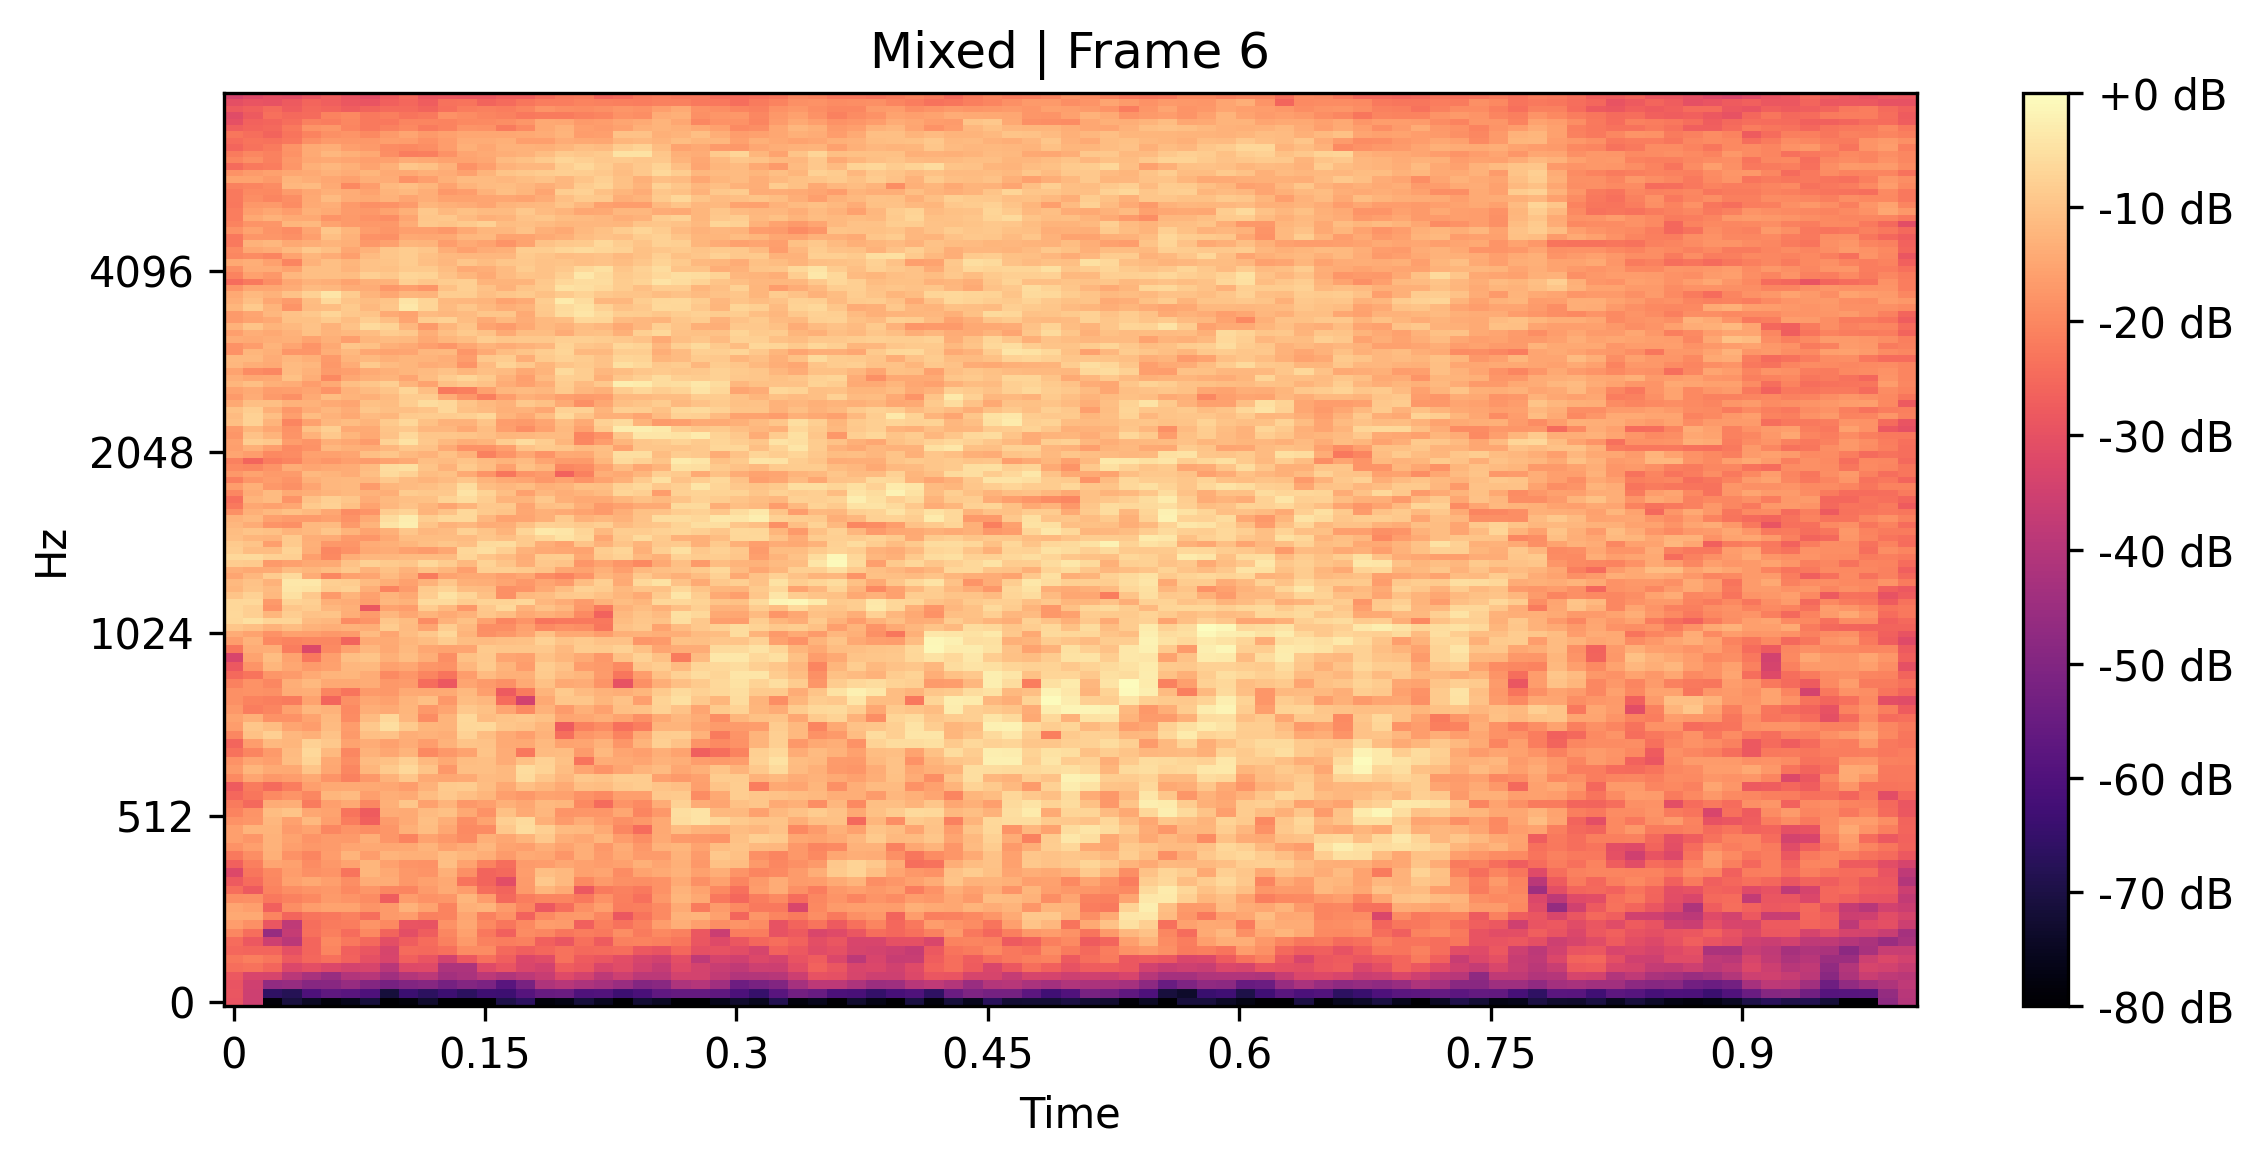 Mixed | Frame 6
+0 dB
-10 dB
-20 dB
-30 dB
-40 dB
-50 dB
-60 dB
-70 dB
-80 dB
Hz
4096
2048
1024
512
0
0 0.15 0.3 0.45 0.6 0.75 0.9
Time